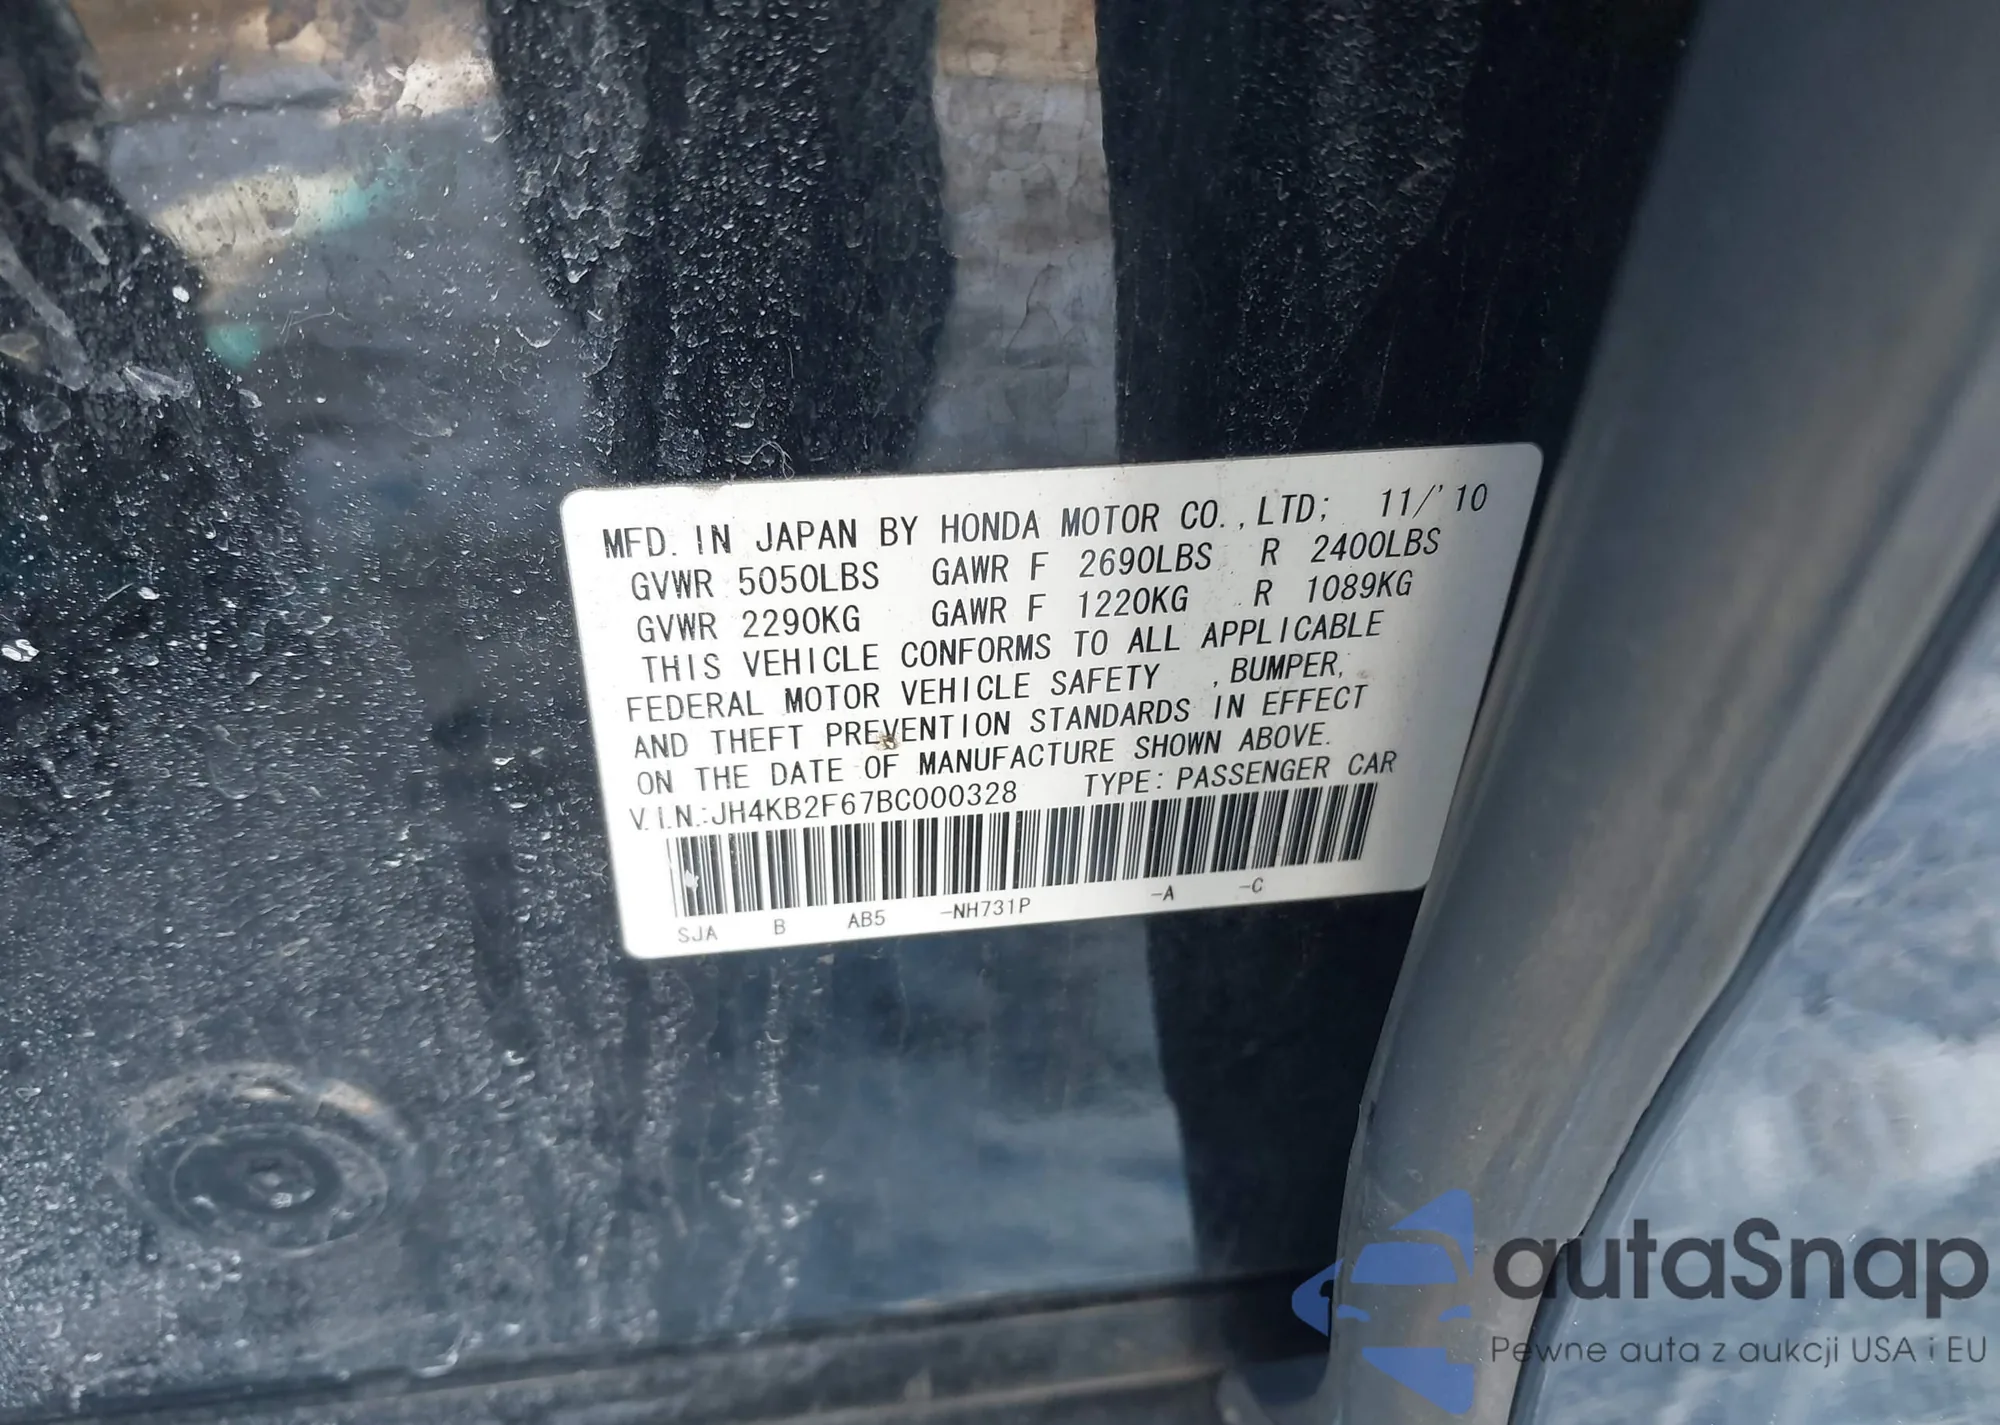 MFD. IN JAPAN BY HONDA MOTOR CO.,LTD; 11/'10
GVWR 5050LBS GAWR F 2690LBS R 2400LBS
GVWR 2290KG GAWR F 1220KG R 1089KG
THIS VEHICLE CONFORMS TO ALL APPLICABLE
FEDERAL MOTOR VEHICLE SAFETY , BUMPER,
AND THEFT PREVENTION STANDARDS IN EFFECT
ON THE DATE OF MANUFACTURE SHOWN ABOVE.
V.I.N.:JH4KB2F67BC000328 TYPE: PASSENGER CAR
SJA B AB5 -NH731P -A -C
autaSnap
Pewne auta z aukcji USA i EU